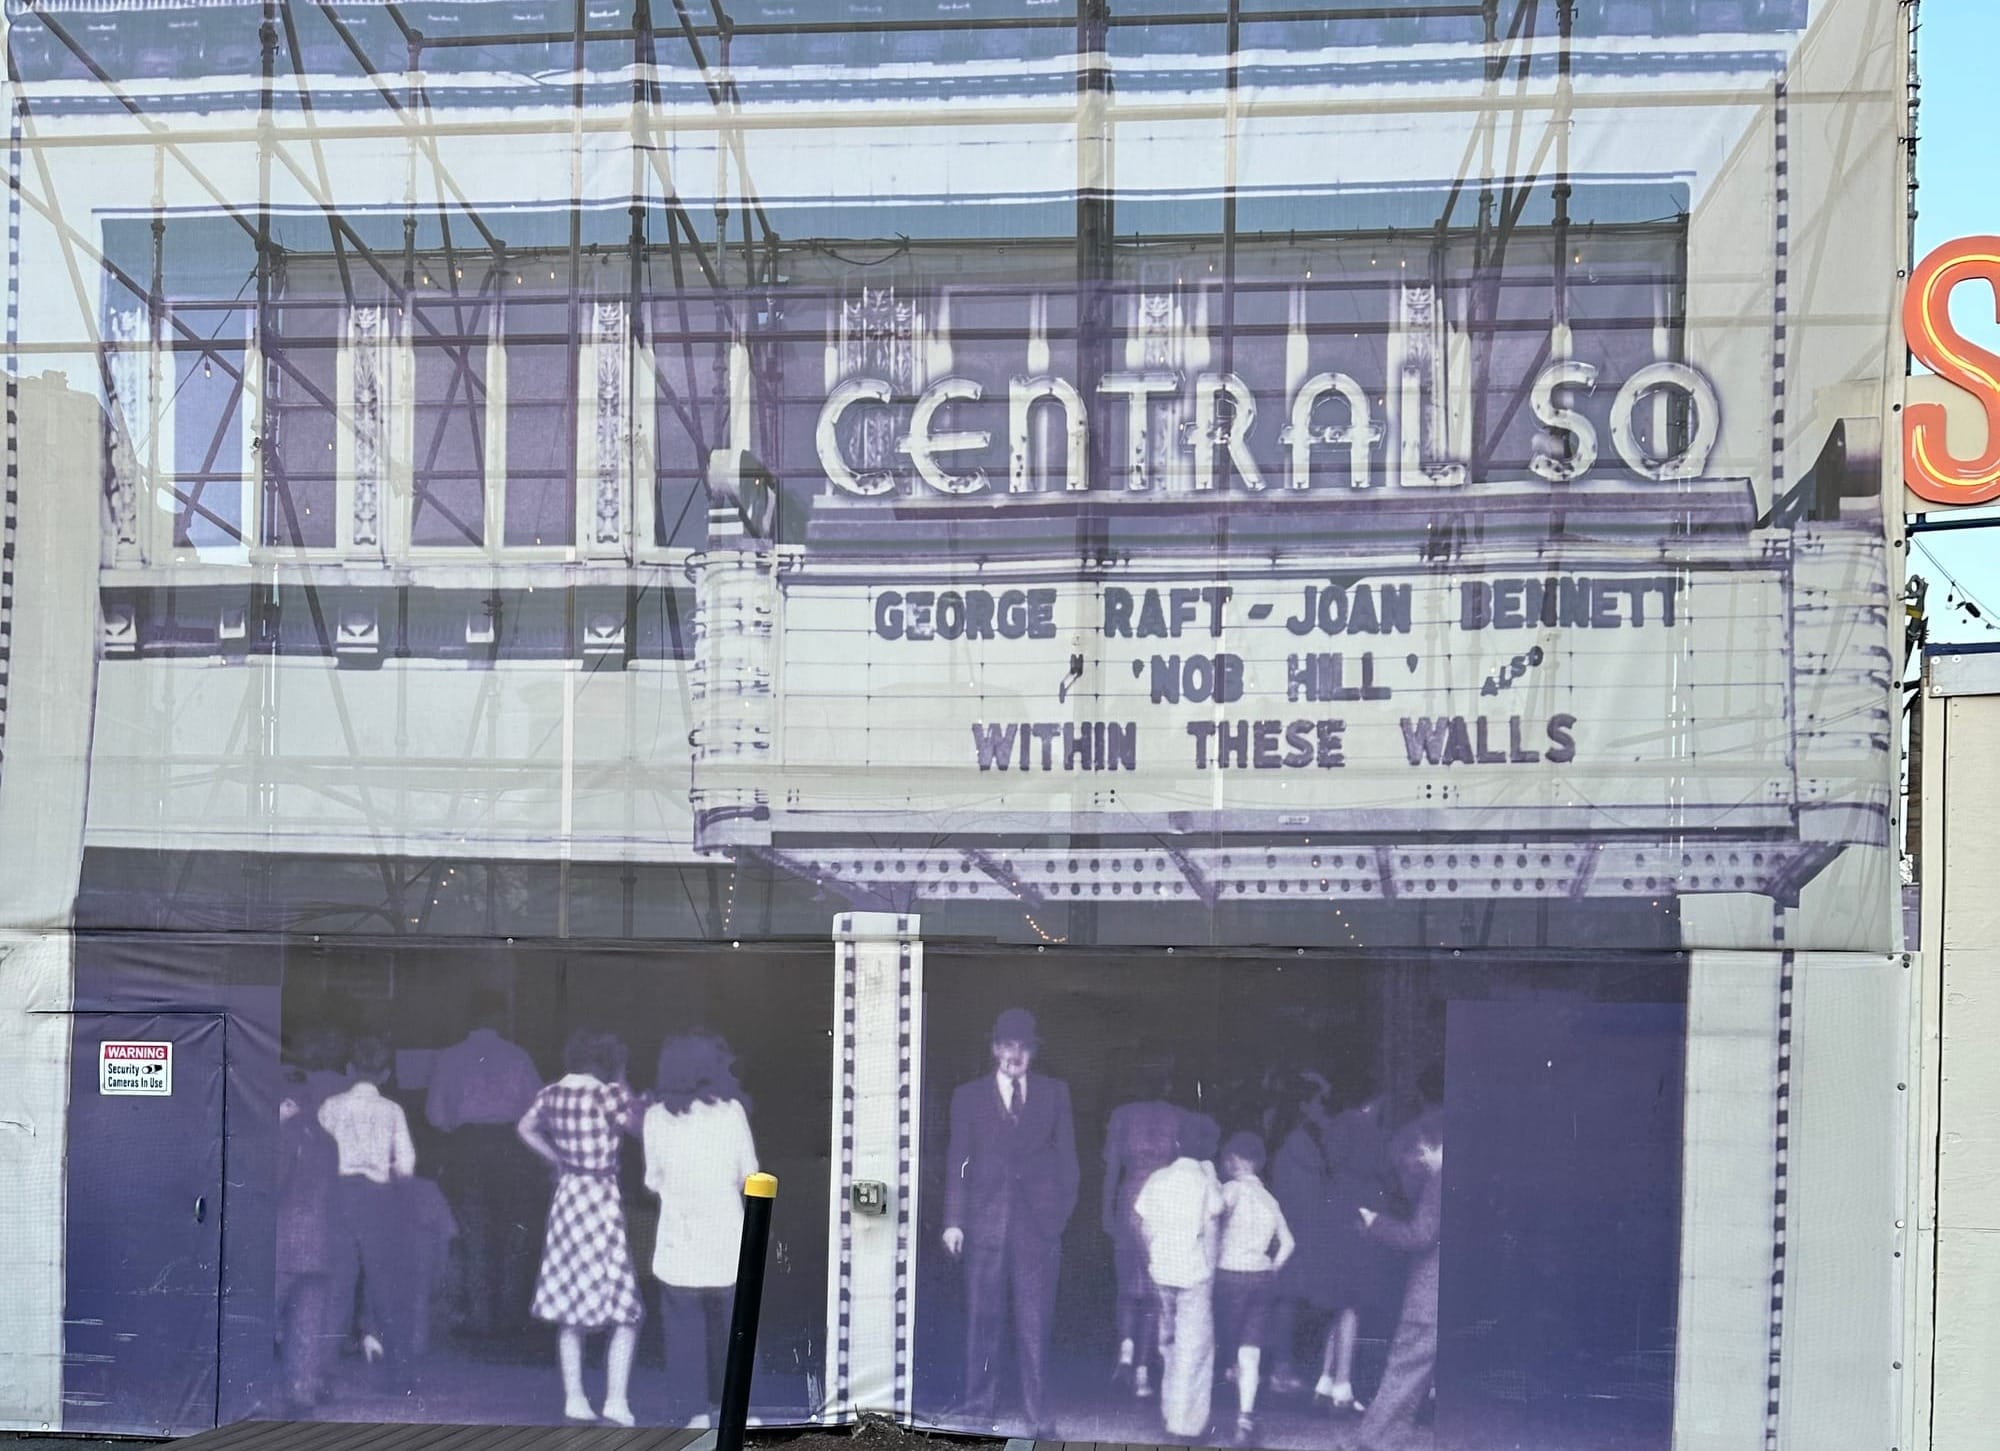 CENTRAL SQ
GEORGE RAFT - JOAN BENNETT
'NOB HILL' ALSO
WITHIN THESE WALLS
S
WARNING
Security
Cameras In Use